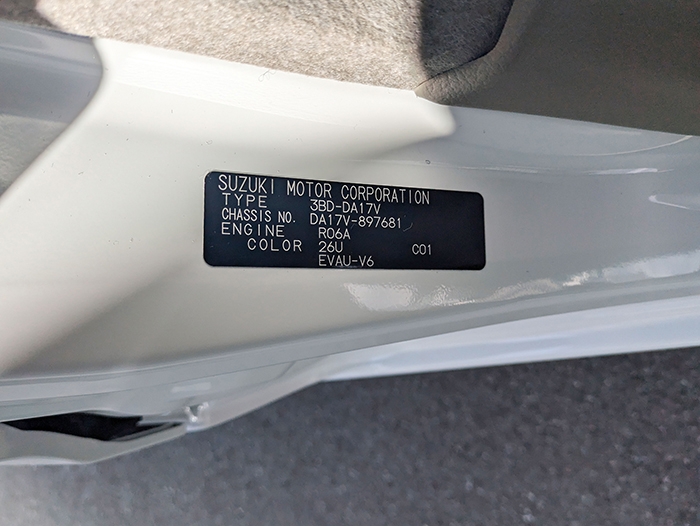 SUZUKI MOTOR CORPORATION
TYPE 3BD-DA17V
CHASSIS NO. DA17V-897681
ENGINE R06A
COLOR 26U C01
EVAU-V6